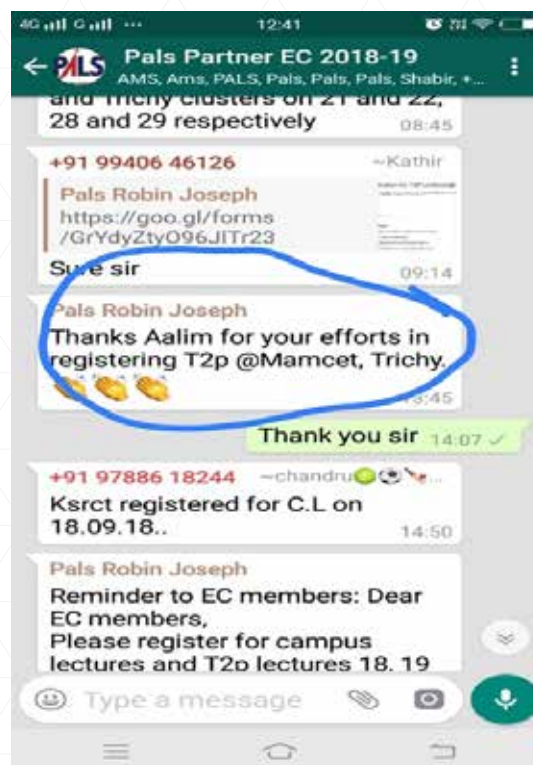 4G G 12:41
PALS Pals Partner EC 2018-19
AMS, Ams, PALS, Pals, Pals, Pals, Shabir, +...
and Trichy clusters on 21 and 22,
28 and 29 respectively 08:45
+91 99406 46126 ~Kathir
Pals Robin Joseph
https://goo.gl/forms
/GrYdyZtyO96JITr23
Sure sir 09:14
Pals Robin Joseph
Thanks Aalim for your efforts in
registering T2p @Mamcet, Trichy.
👏👏👏
Thank you sir 14:07
+91 97886 18244 ~chandru
Ksrct registered for C.L on
18.09.18.. 14:50
Pals Robin Joseph
Reminder to EC members: Dear
EC members,
Please register for campus
lectures and T2p lectures 18, 19
Type a message